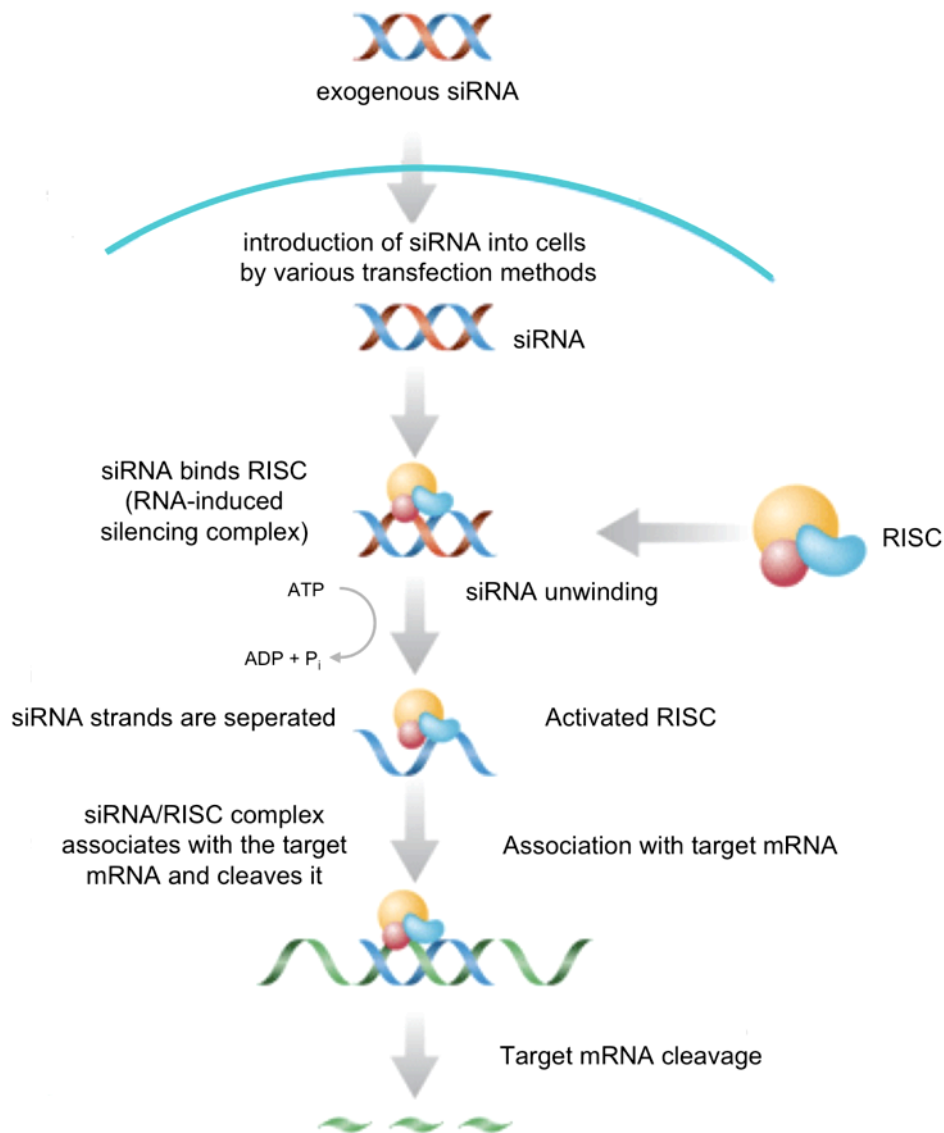 exogenous siRNA
introduction of siRNA into cells
by various transfection methods
siRNA
siRNA binds RISC
(RNA-induced
silencing complex)
RISC
ATP
siRNA unwinding
ADP + Pi
siRNA strands are seperated
Activated RISC
siRNA/RISC complex
associates with the target
mRNA and cleaves it
Association with target mRNA
Target mRNA cleavage